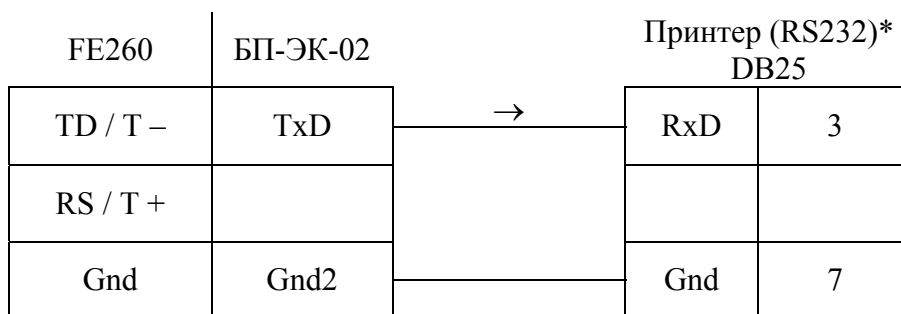 FE260 БП-ЭК-02 Принтер (RS232)*
DB25
TD / T – TxD → RxD 3
RS / T +
Gnd Gnd2 Gnd 7